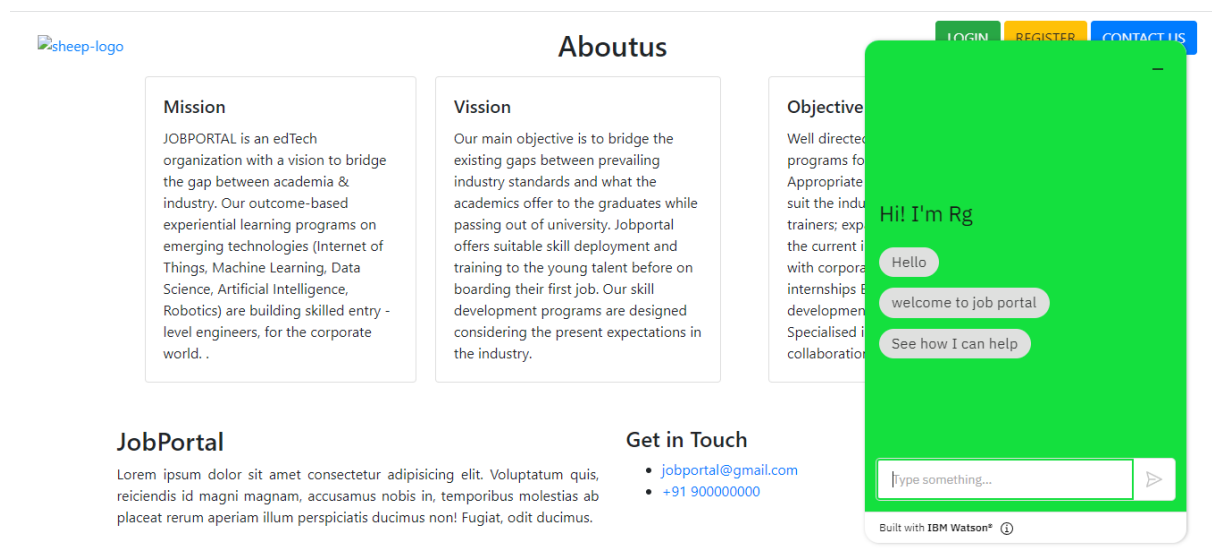 sheep-logo
Aboutus
LOGIN
REGISTER
CONTACT US
Mission
JOBPORTAL is an edTech
organization with a vision to bridge
the gap between academia &
industry. Our outcome-based
experiential learning programs on
emerging technologies (Internet of
Things, Machine Learning, Data
Science, Artificial Intelligence,
Robotics) are building skilled entry -
level engineers, for the corporate
world. .
Vission
Our main objective is to bridge the
existing gaps between prevailing
industry standards and what the
academics offer to the graduates while
passing out of university. Jobportal
offers suitable skill deployment and
training to the young talent before on
boarding their first job. Our skill
development programs are designed
considering the present expectations in
the industry.
Objective
Well directed
programs fo
Appropriate
suit the indu
trainers; exp
the current i
with corpora
internships E
developmen
Specialised i
collaboration
Hi! I'm Rg
Hello
welcome to job portal
See how I can help
Type something...
Built with IBM Watson®
JobPortal
Lorem ipsum dolor sit amet consectetur adipisicing elit. Voluptatum quis,
reiciendis id magni magnam, accusamus nobis in, temporibus molestias ab
placeat rerum aperiam illum perspiciatis ducimus non! Fugiat, odit ducimus.
Get in Touch
jobportal@gmail.com
+91 900000000